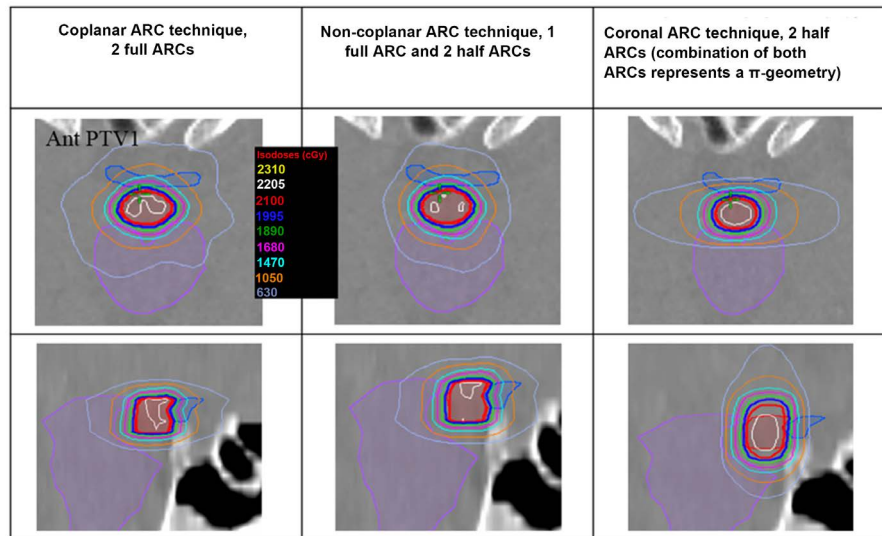 Coplanar ARC technique,
2 full ARCs
Non-coplanar ARC technique, 1
full ARC and 2 half ARCs
Coronal ARC technique, 2 half
ARCs (combination of both
ARCs represents a π-geometry)
Ant PTV1
Isodoses (cGy)
2310
2205
2100
1995
1890
1680
1470
1050
630